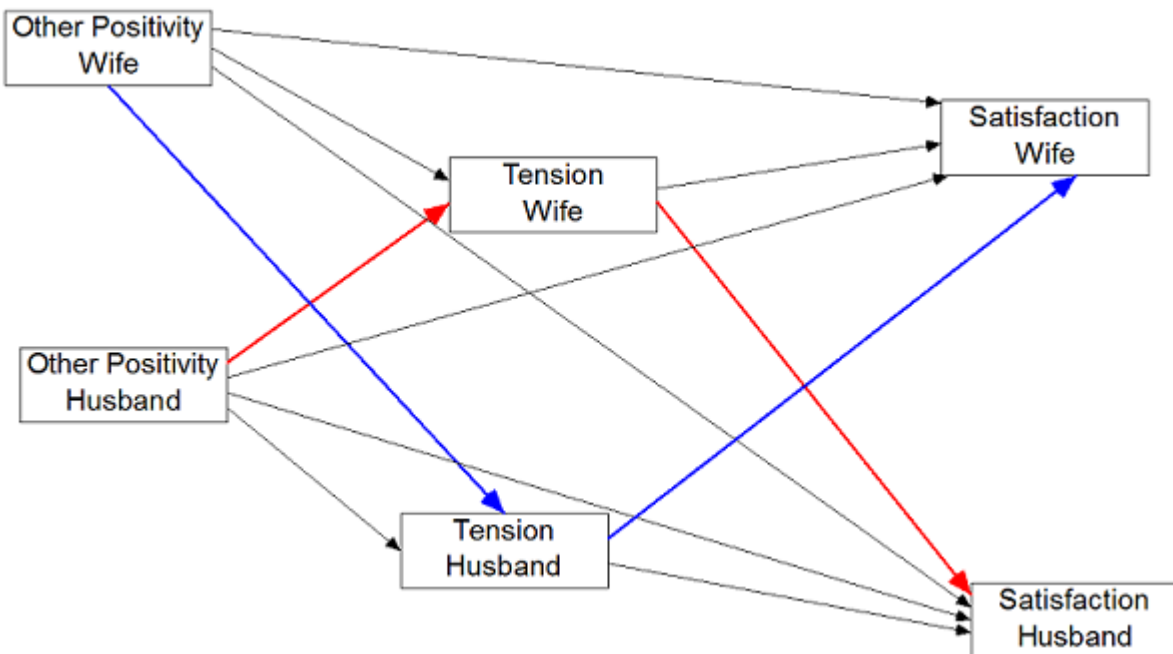 Other Positivity
Wife
Satisfaction
Wife
Tension
Wife
Other Positivity
Husband
Tension
Husband
Satisfaction
Husband